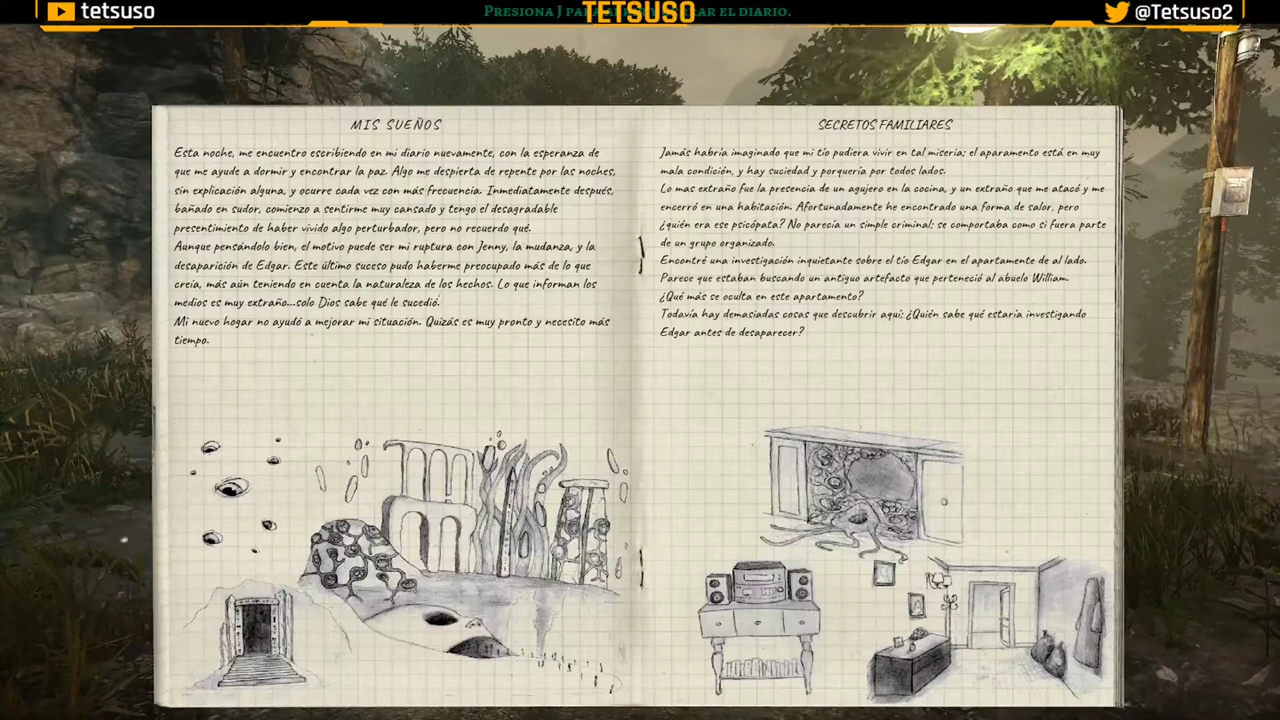 tetsuso
PRESIONA J PARA
TETSUSO
AR EL DIARIO.
@Tetsuso2
MIS SUEÑOS
Esta noche, me encuentro escribiendo en mi diario nuevamente, con la esperanza de
que me ayude a dormir y encontrar la paz. Algo me despierta de repente por las noches,
sin explicación alguna, y ocurre cada vez con más frecuencia. Inmediatamente después,
bañado en sudor, comienzo a sentirme muy cansado y tengo el desagradable
presentimiento de haber vivido algo perturbador, pero no recuerdo qué.
Aunque pensándolo bien, el motivo puede ser mi ruptura con Jenny, la mudanza, y la
desaparición de Edgar. Este último suceso pudo haberme preocupado más de lo que
creía, más aún teniendo en cuenta la naturaleza de los hechos. Lo que informan los
medios es muy extraño...solo Dios sabe qué le sucedió.
Mi nuevo hogar no ayudó a mejorar mi situación. Quizás es muy pronto y necesito más
tiempo.
SECRETOS FAMILIARES
Jamás habría imaginado que mi tío pudiera vivir en tal miseria; el aparamento está en muy
mala condición, y hay suciedad y porquería por todos lados.
Lo mas extraño fue la presencia de un agujero en la cocina, y un extraño que me atacó y me
encerró en una habitación. Afortunadamente he encontrado una forma de salor, pero
¿quién era ese psicópata? No parecía un simple criminal; se comportaba como si fuera parte
de un grupo organizado.
Encontré una investigación inquietante sobre el tío Edgar en el apartamente de al lado.
Parece que estaban buscando un antiguo artefacto que perteneció al abuelo William.
¿Qué más se oculta en este apartamento?
Todavía hay demasiadas cosas que descubrir aquí; ¿Quién sabe qué estaría investigando
Edgar antes de desaparecer?